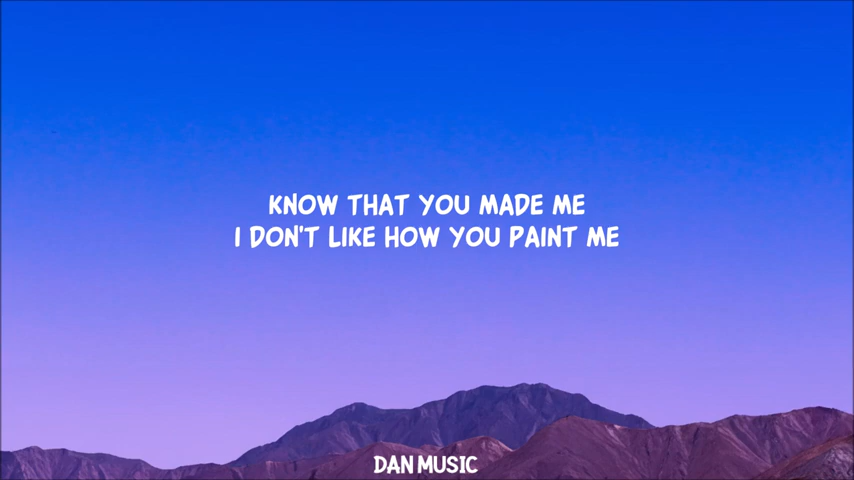 KNOW THAT YOU MADE ME
I DON'T LIKE HOW YOU PAINT ME
DAN MUSIC